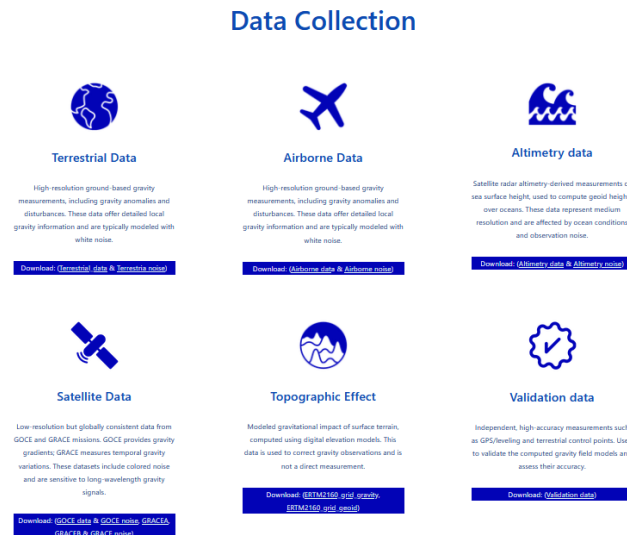 Data Collection
Terrestrial Data
High-resolution ground-based gravity
measurements, including gravity anomalies and
disturbances. These data offer detailed local
gravity information and are typically modeled with
white noise.
Download: (Terrestrial data & Terrestria noise)
Airborne Data
High-resolution ground-based gravity
measurements, including gravity anomalies and
disturbances. These data offer detailed local
gravity information and are typically modeled with
white noise.
Download: (Airborne data & Airborne noise)
Altimetry data
Satellite radar altimetry-derived measurements o
sea surface height, used to compute geoid heigh
over oceans. These data represent medium
resolution and are affected by ocean conditions
and observation noise.
Download: (Altimetry data & Altimetry noise)
Satellite Data
Low-resolution but globally consistent data from
GOCE and GRACE missions. GOCE provides gravity
gradients; GRACE measures temporal gravity
variations. These datasets include colored noise
and are sensitive to long-wavelength gravity
signals.
Download: (GOCE data & GOCE noise, GRACEA,
GRACEB & GRACE noise)
Topographic Effect
Modeled gravitational impact of surface terrain,
computed using digital elevation models. This
data is used to correct gravity observations and is
not a direct measurement.
Download: (ERTM2160_grid_gravity,
ERTM2160_grid_geoid)
Validation data
Independent, high-accuracy measurements such
as GPS/leveling and terrestrial control points. Use
to validate the computed gravity field models an
assess their accuracy.
Download: (Validation data)